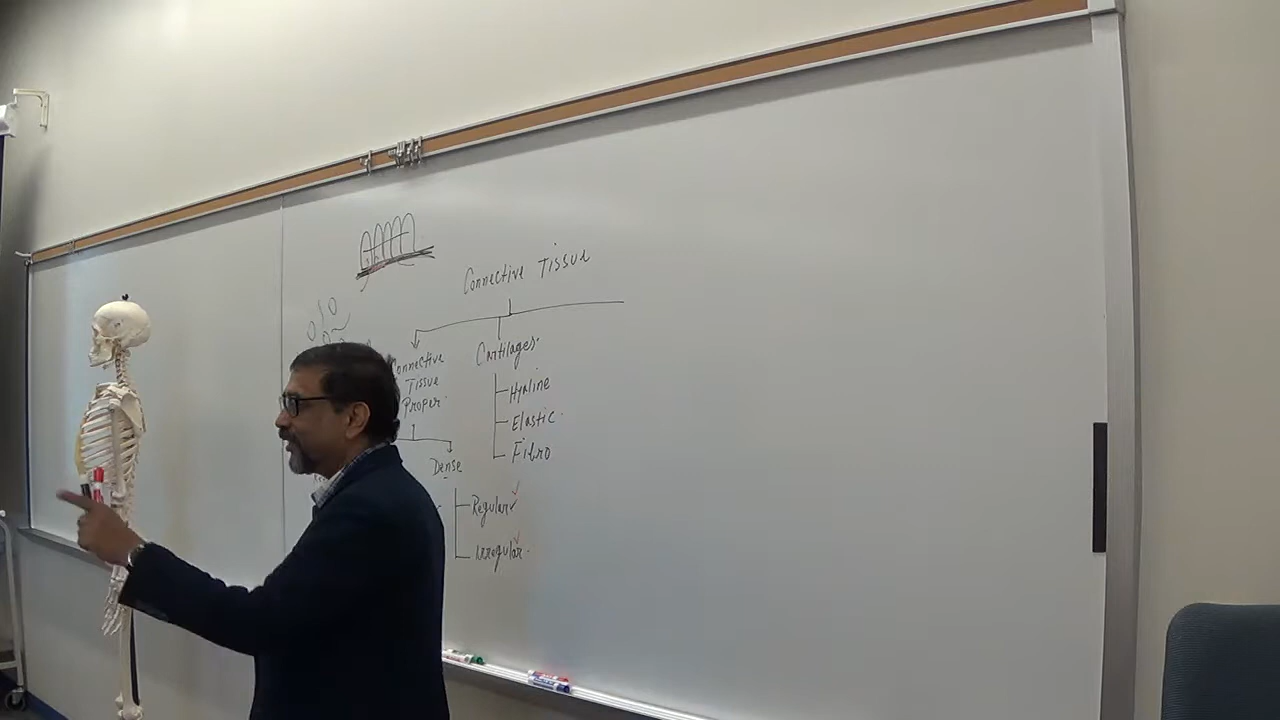 Connective Tissue
Connective
Tissue
Proper.
Cartilages.
Hyaline
Elastic.
Fibro
Dense
Regular
irregular.